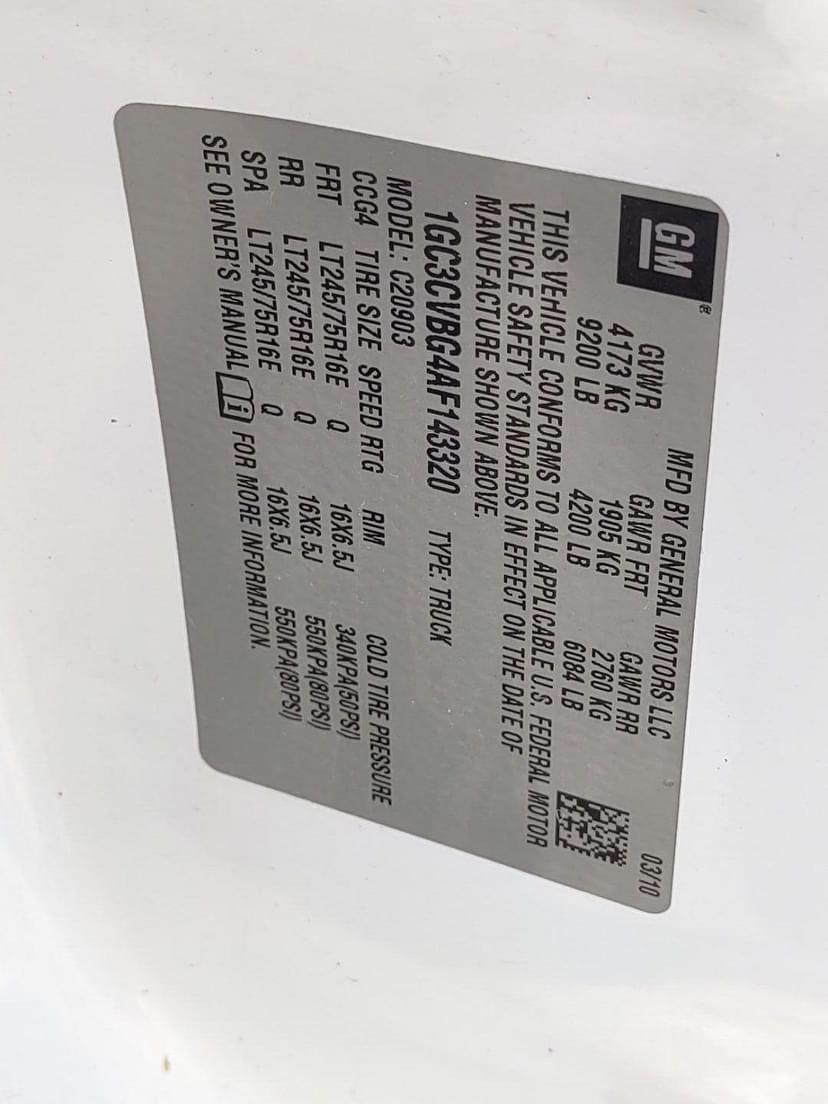 GM®
MFD BY GENERAL MOTORS LLC 03/10
GVWR GAWR FRT GAWR RR
4173 KG 1905 KG 2760 KG
9200 LB 4200 LB 6084 LB
THIS VEHICLE CONFORMS TO ALL APPLICABLE U.S. FEDERAL MOTOR
VEHICLE SAFETY STANDARDS IN EFFECT ON THE DATE OF
MANUFACTURE SHOWN ABOVE.
1GC3CVBG4AF143320 TYPE: TRUCK
MODEL: C20903
CCG4 TIRE SIZE SPEED RTG RIM COLD TIRE PRESSURE
FRT LT245/75R16E Q 16X6.5J 340KPA(50PSI)
RR LT245/75R16E Q 16X6.5J 550KPA(80PSI)
SPA LT245/75R16E Q 16X6.5J 550KPA(80PSI)
SEE OWNER'S MANUAL FOR MORE INFORMATION.